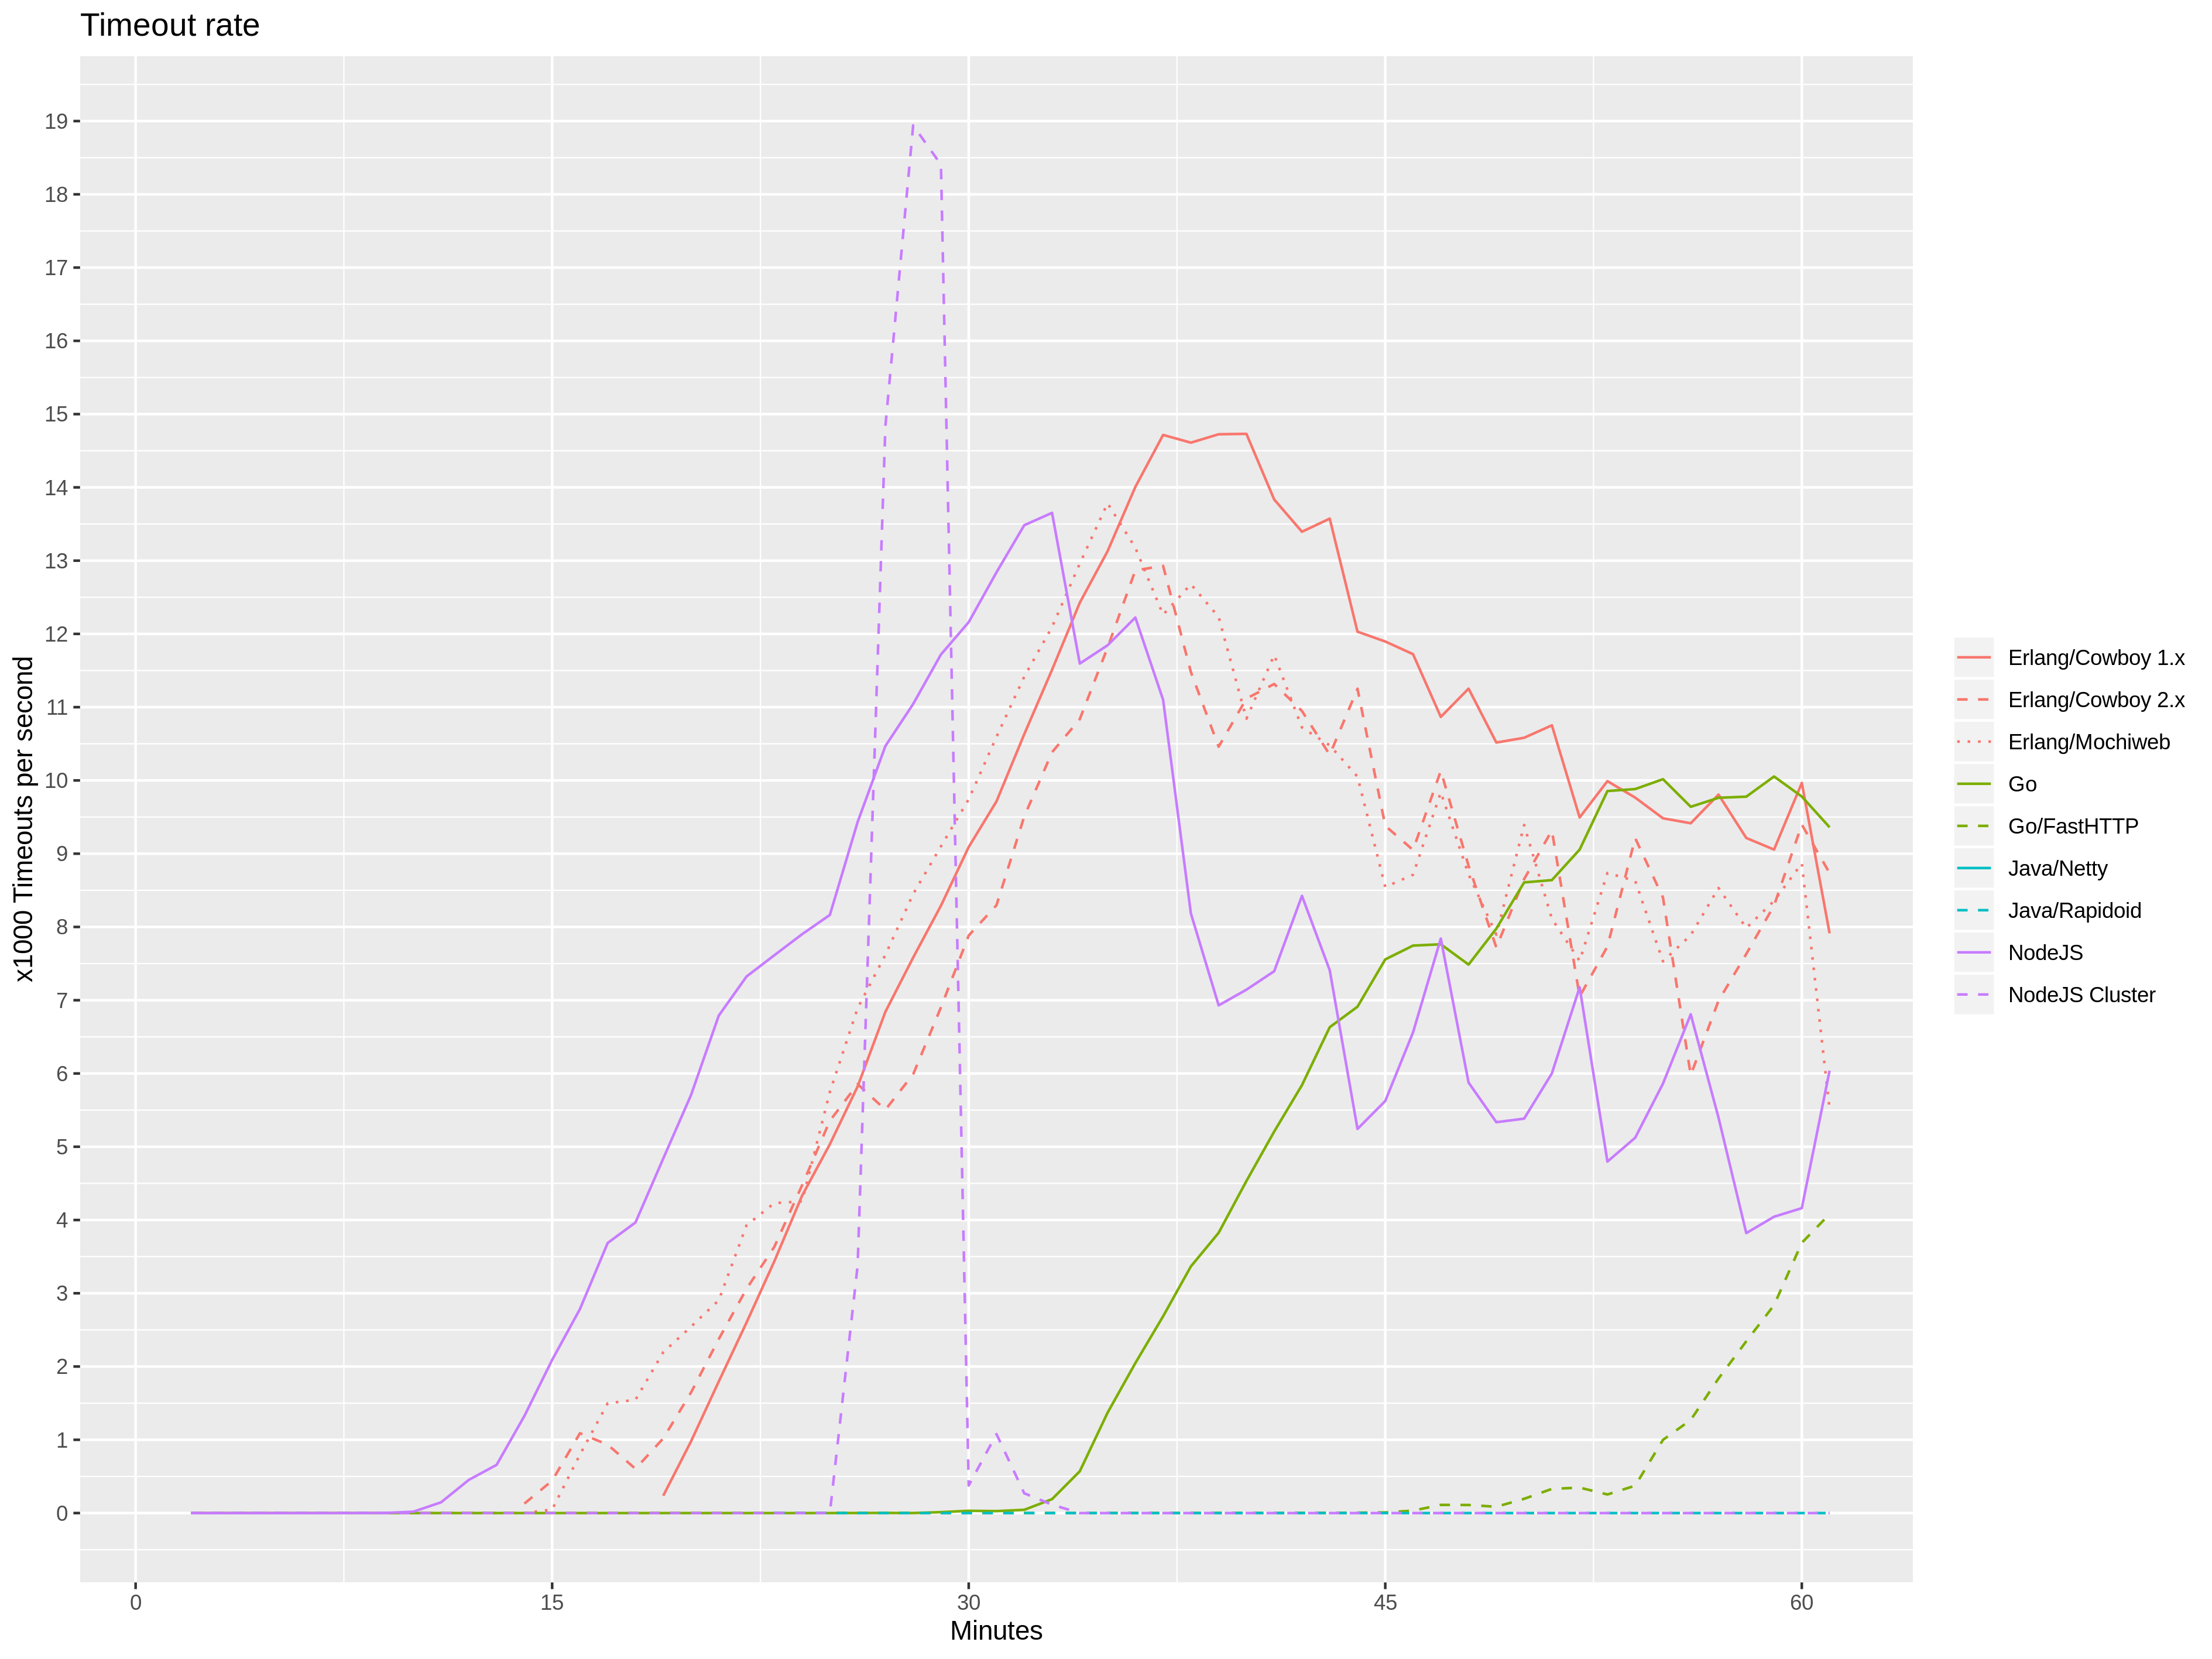 Timeout rate
x1000 Timeouts per second
19
18
17
16
15
14
13
12
11
10
9
8
7
6
5
4
3
2
1
0
0 15 30 45 60
Minutes
Erlang/Cowboy 1.x
Erlang/Cowboy 2.x
Erlang/Mochiweb
Go
Go/FastHTTP
Java/Netty
Java/Rapidoid
NodeJS
NodeJS Cluster